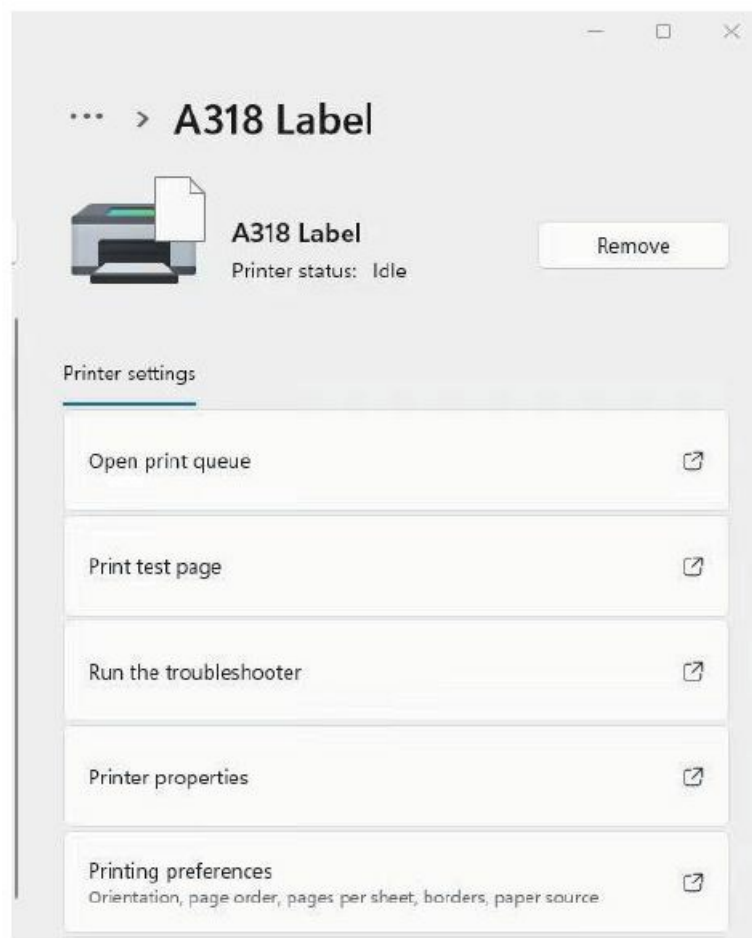 ... > A318 Label
A318 Label
Remove
Printer status: Idle
Printer settings
Open print queue
Print test page
Run the troubleshooter
Printer properties
Printing preferences
Orientation, page order, pages per sheet, borders, paper source